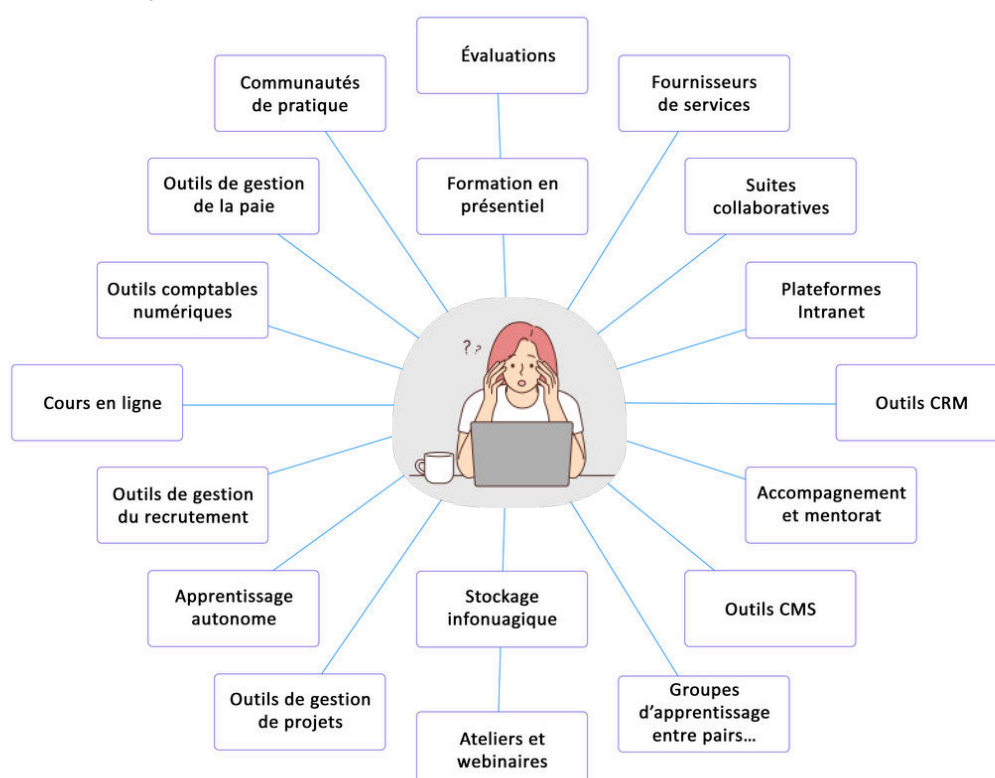 Évaluations
Communautés
de pratique
Fournisseurs
de services
Outils de gestion
de la paie
Formation en
présentiel
Suites
collaboratives
Outils comptables
numériques
Plateformes
Intranet
??
Cours en ligne
Outils CRM
Outils de gestion
du recrutement
Accompagnement
et mentorat
Apprentissage
autonome
Stockage
infonuagique
Outils CMS
Outils de gestion
de projets
Groupes
d’apprentissage
entre pairs...
Ateliers et
webinaires